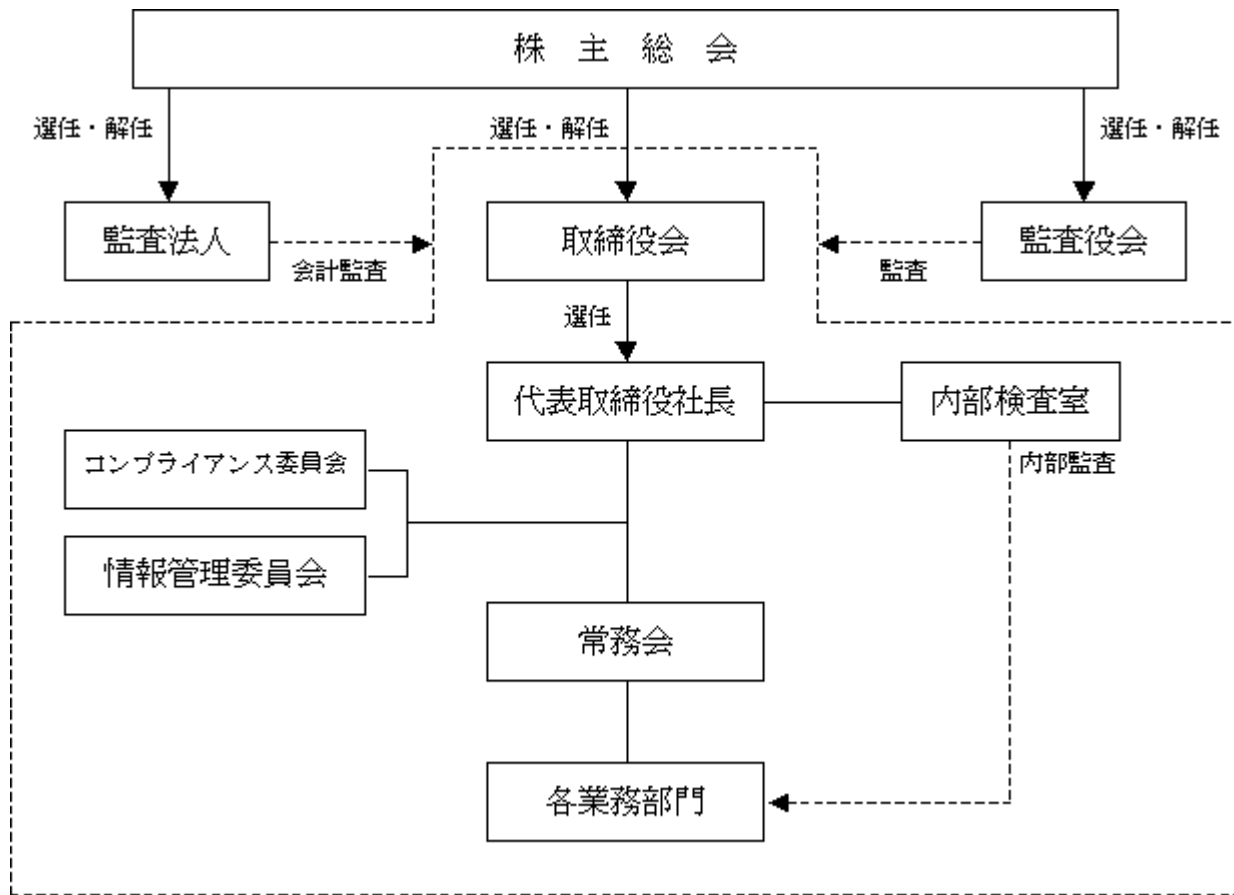 株主総会
選任・解任
選任・解任
選任・解任
監査法人
取締役会
監査役会
会計監査
監査
選任
代表取締役社長
内部検査室
コンプライアンス委員会
内部監査
情報管理委員会
常務会
各業務部門